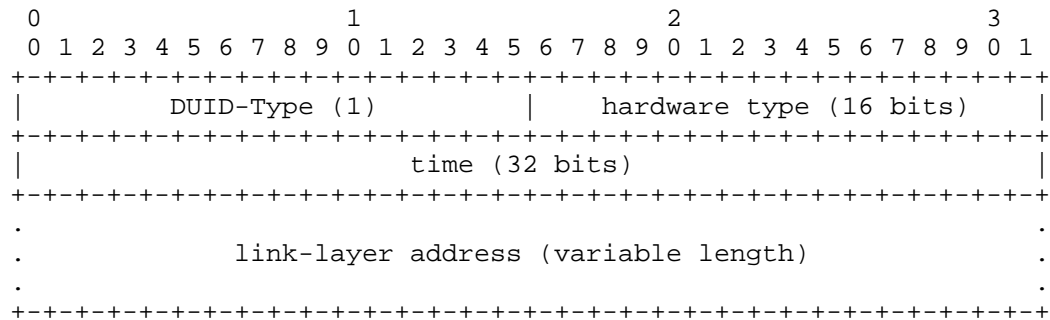 0                   1                   2                   3
 0 1 2 3 4 5 6 7 8 9 0 1 2 3 4 5 6 7 8 9 0 1 2 3 4 5 6 7 8 9 0 1
+-+-+-+-+-+-+-+-+-+-+-+-+-+-+-+-+-+-+-+-+-+-+-+-+-+-+-+-+-+-+-+-+
|         DUID-Type (1)         |    hardware type (16 bits)    |
+-+-+-+-+-+-+-+-+-+-+-+-+-+-+-+-+-+-+-+-+-+-+-+-+-+-+-+-+-+-+-+-+
|                        time (32 bits)                         |
+-+-+-+-+-+-+-+-+-+-+-+-+-+-+-+-+-+-+-+-+-+-+-+-+-+-+-+-+-+-+-+-+
.                                                               .
.             link-layer address (variable length)              .
.                                                               .
+-+-+-+-+-+-+-+-+-+-+-+-+-+-+-+-+-+-+-+-+-+-+-+-+-+-+-+-+-+-+-+-+